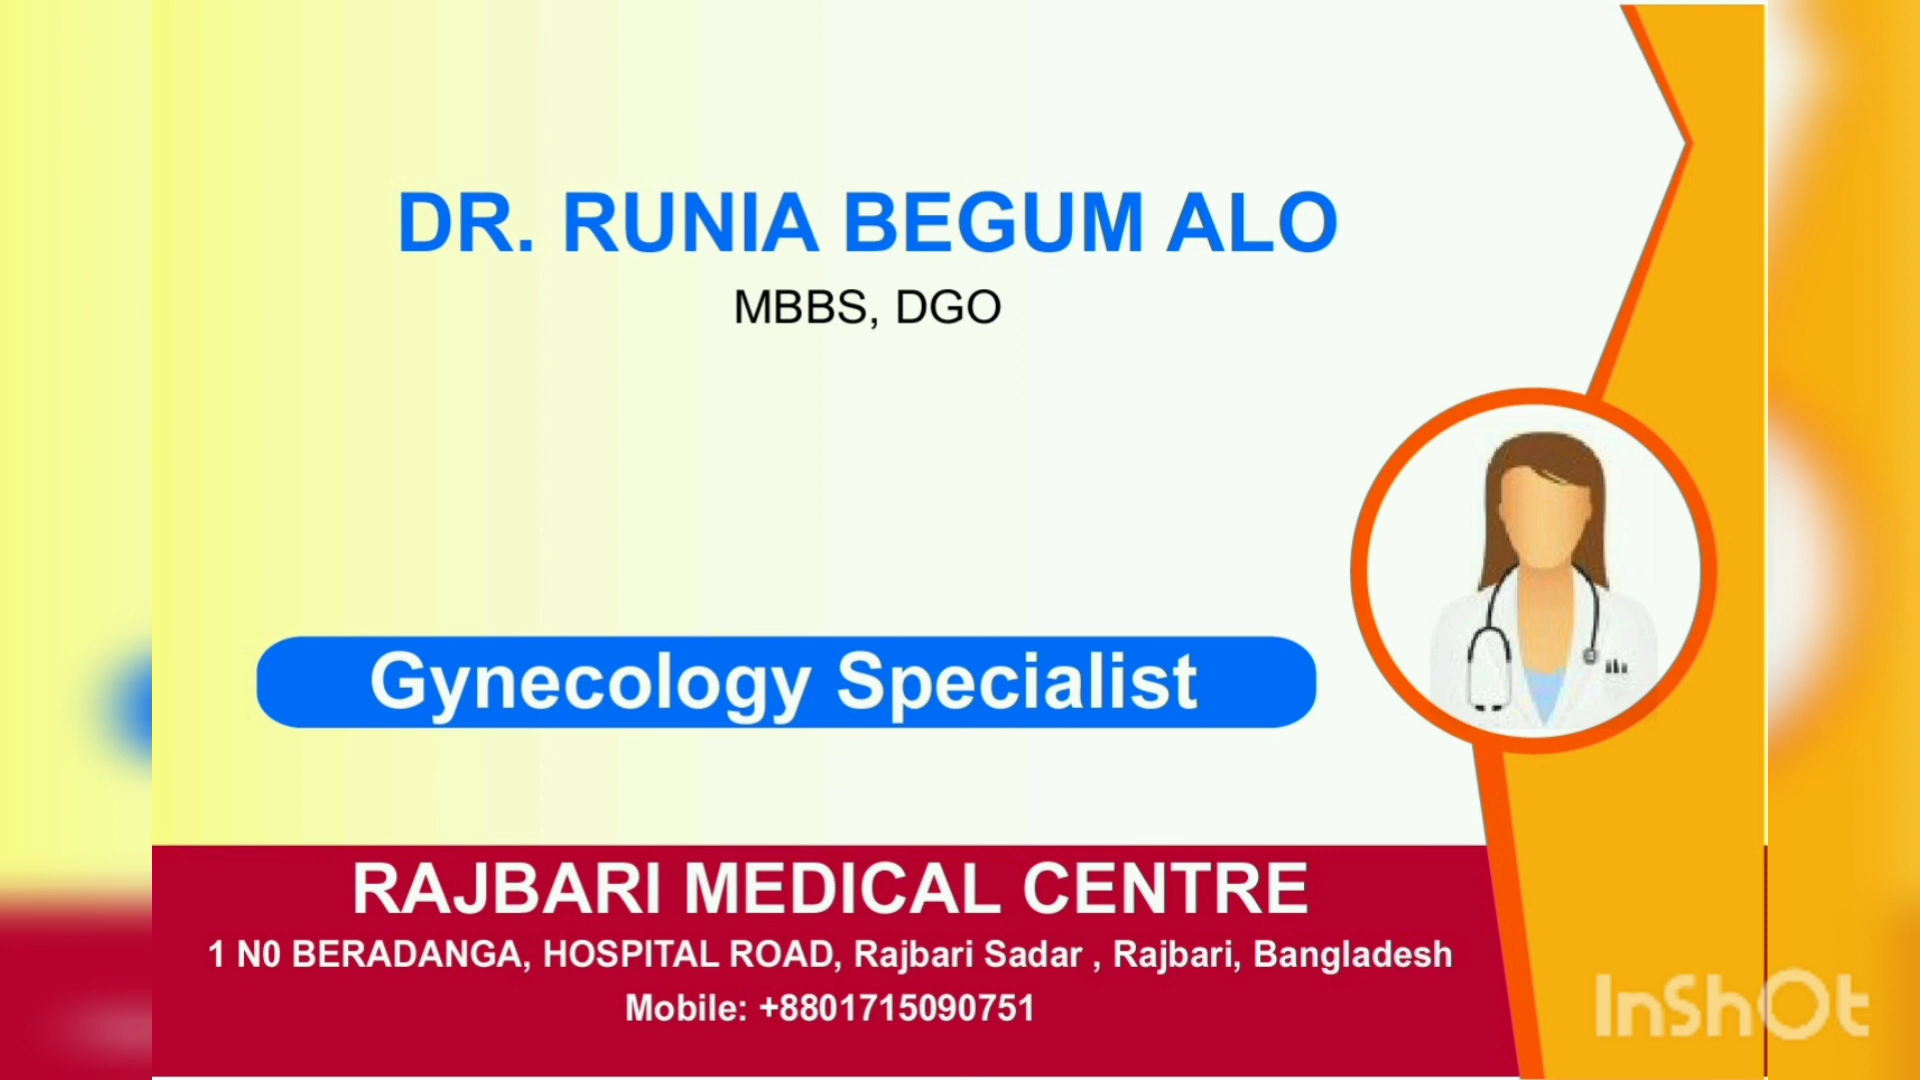 DR. RUNIA BEGUM ALO
MBBS, DGO
Gynecology Specialist
RAJBARI MEDICAL CENTRE
1 N0 BERADANGA, HOSPITAL ROAD, Rajbari Sadar , Rajbari, Bangladesh
Mobile: +8801715090751
InShOt